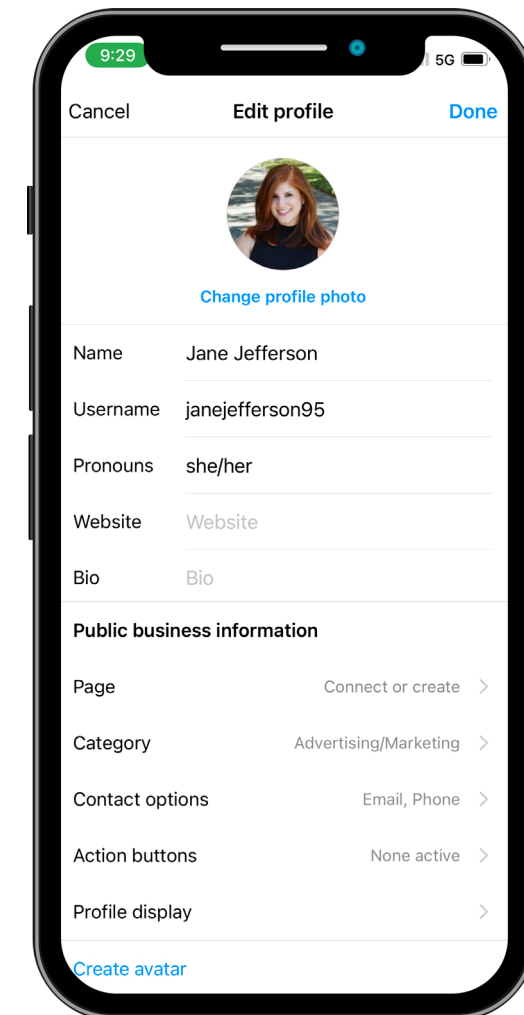 9:29 5G
Cancel Edit profile Done
Change profile photo
Name Jane Jefferson
Username janejefferson95
Pronouns she/her
Website Website
Bio Bio
Public business information
Page Connect or create
Category Advertising/Marketing
Contact options Email, Phone
Action buttons None active
Profile display
Create avatar